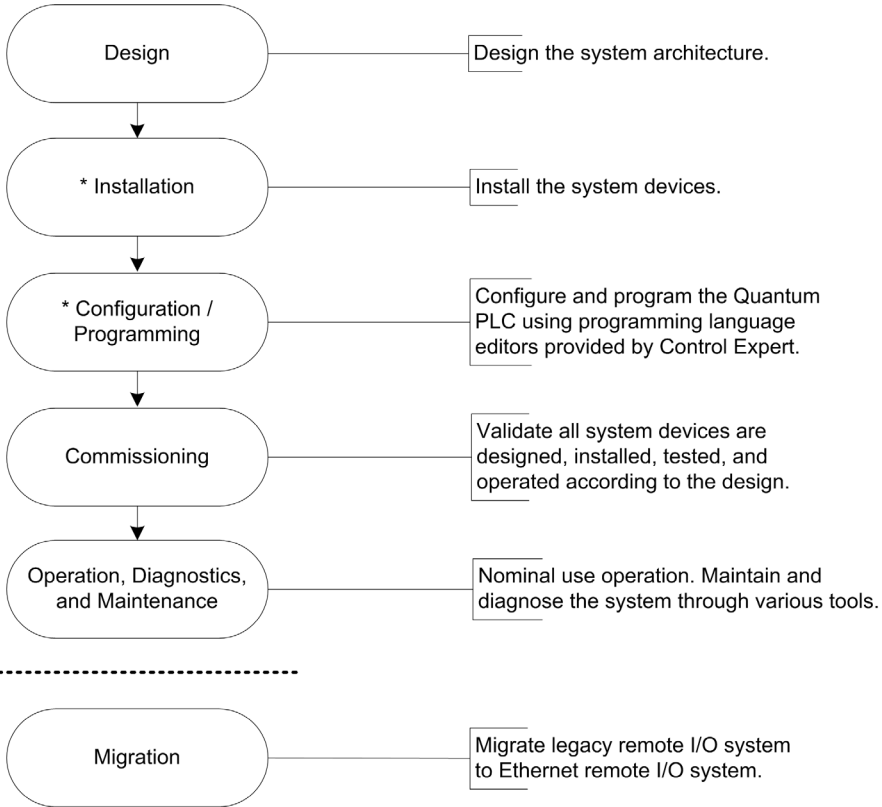 Design
Design the system architecture.
* Installation
Install the system devices.
* Configuration /
Programming
Configure and program the Quantum
PLC using programming language
editors provided by Control Expert.
Commissioning
Validate all system devices are
designed, installed, tested, and
operated according to the design.
Operation, Diagnostics,
and Maintenance
Nominal use operation. Maintain and
diagnose the system through various tools.
Migration
Migrate legacy remote I/O system
to Ethernet remote I/O system.